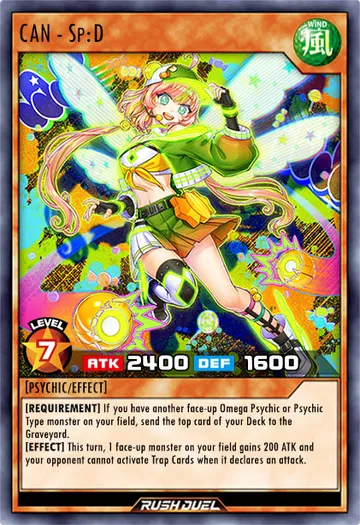 CAN - Sp:D
WIND
風
LEVEL
7
ATK 2400 DEF 1600
[PSYCHIC/EFFECT]
[REQUIREMENT] If you have another face-up Omega Psychic or Psychic
Type monster on your field, send the top card of your Deck to the
Graveyard.
[EFFECT] This turn, 1 face-up monster on your field gains 200 ATK and
your opponent cannot activate Trap Cards when it declares an attack.
RUSH DUEL